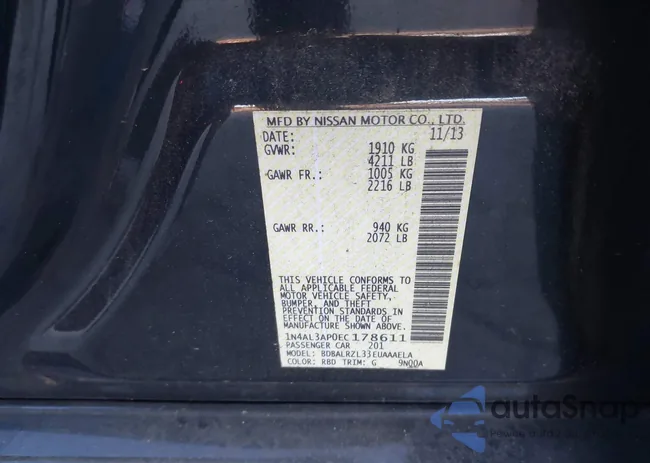 MFD BY NISSAN MOTOR CO., LTD.
DATE: 11/13
GVWR: 1910 KG
4211 LB
GAWR FR.: 1005 KG
2216 LB
GAWR RR.: 940 KG
2072 LB
THIS VEHICLE CONFORMS TO
ALL APPLICABLE FEDERAL
MOTOR VEHICLE SAFETY,
BUMPER, AND THEFT
PREVENTION STANDARDS IN
EFFECT ON THE DATE OF
MANUFACTURE SHOWN ABOVE.
1N4AL3AP0EC178611
PASSENGER CAR 201
MODEL: BDBALRZL33EUAAAELA
COLOR: RBD TRIM: G 9N00A
autoSnap